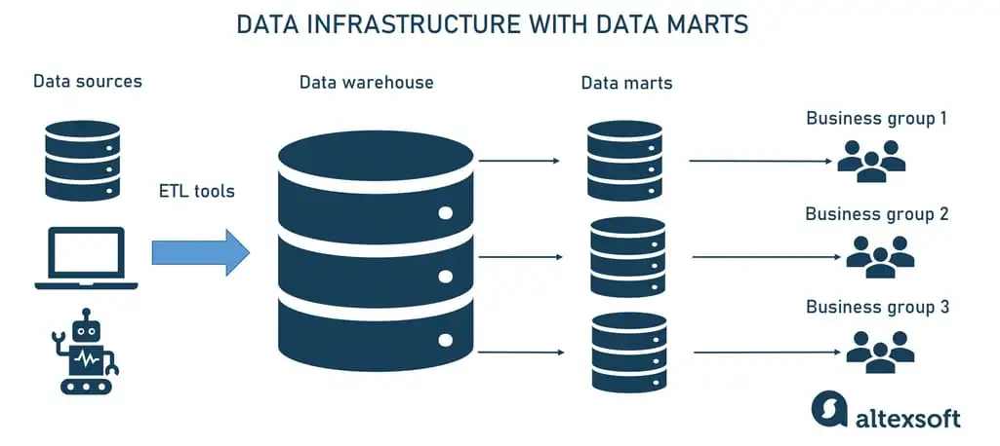 DATA INFRASTRUCTURE WITH DATA MARTS
Data sources
Data warehouse
Data marts
ETL tools
Business group 1
Business group 2
Business group 3
altexsoft